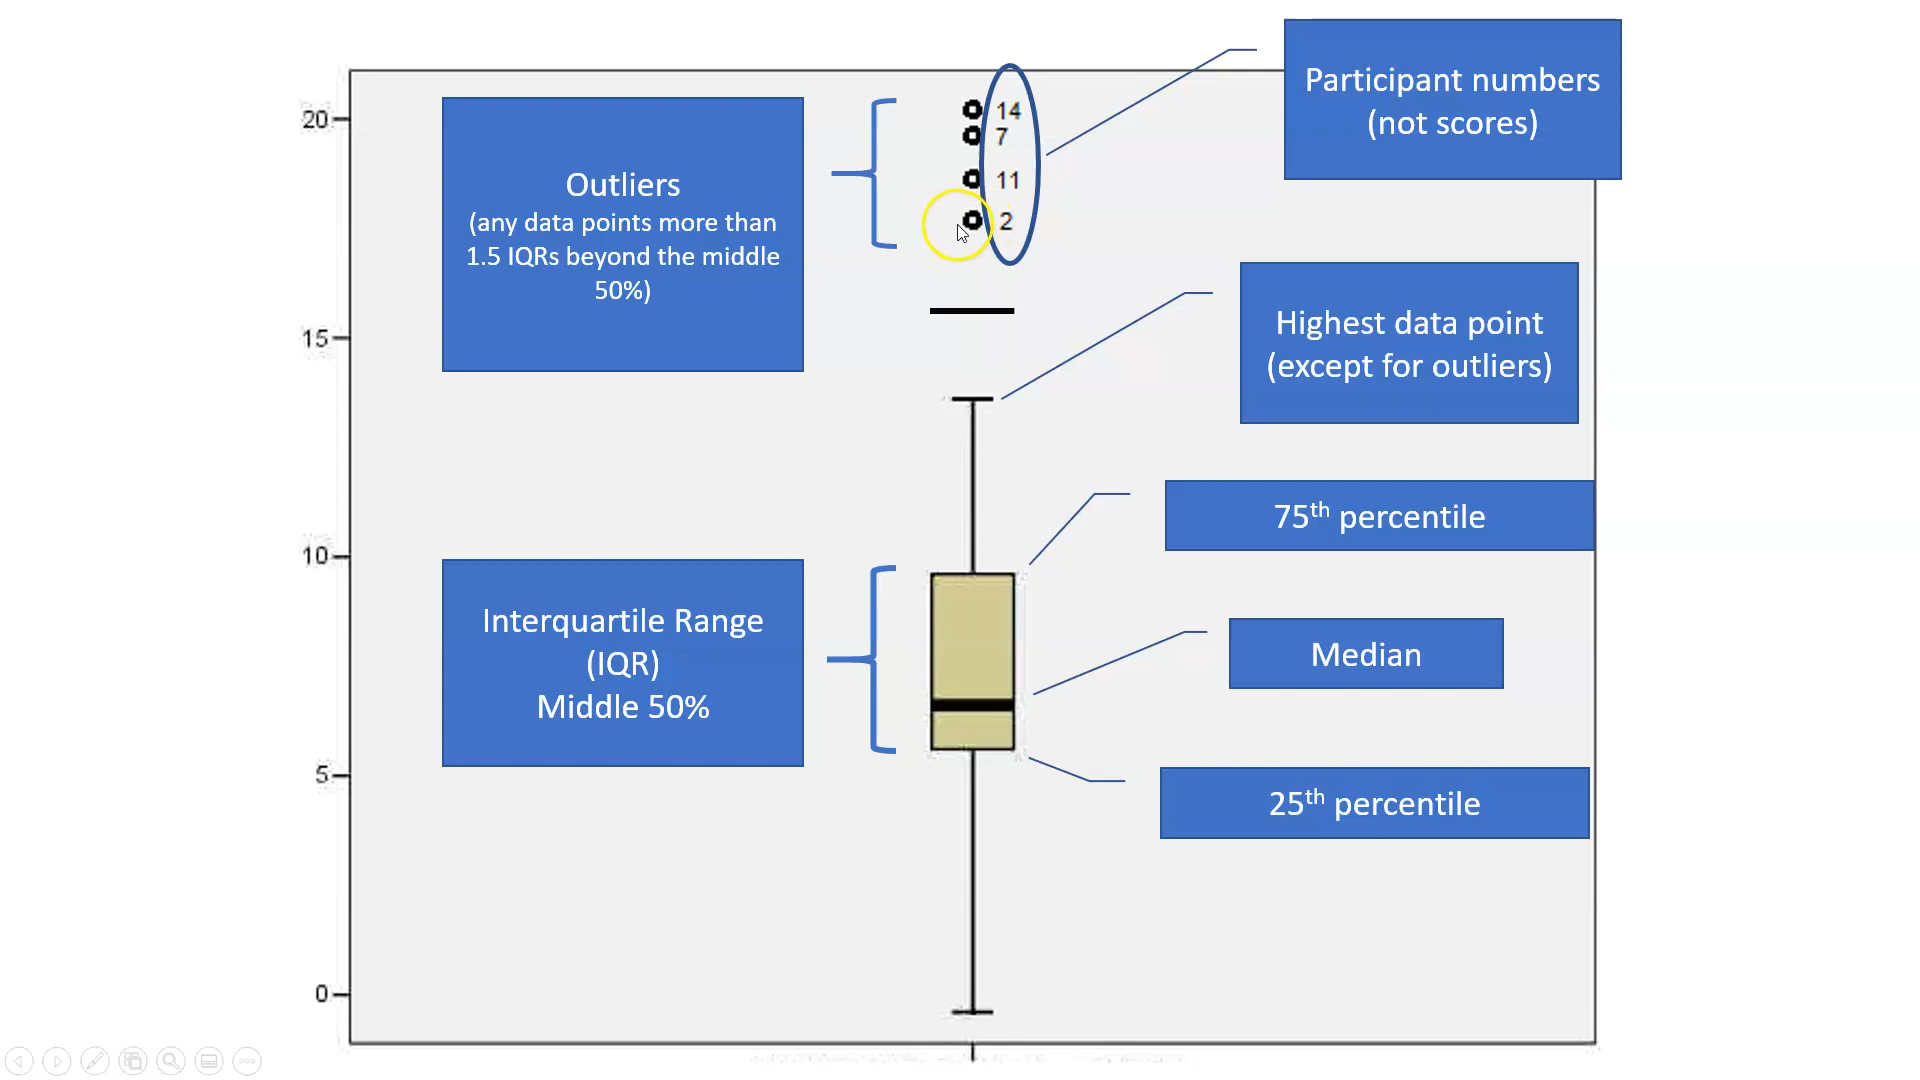 Participant numbers
(not scores)
20
14
7
11
2
Outliers
(any data points more than
1.5 IQRs beyond the middle
50%)
15
Highest data point
(except for outliers)
75th percentile
10
Interquartile Range
(IQR)
Middle 50%
Median
5
25th percentile
0